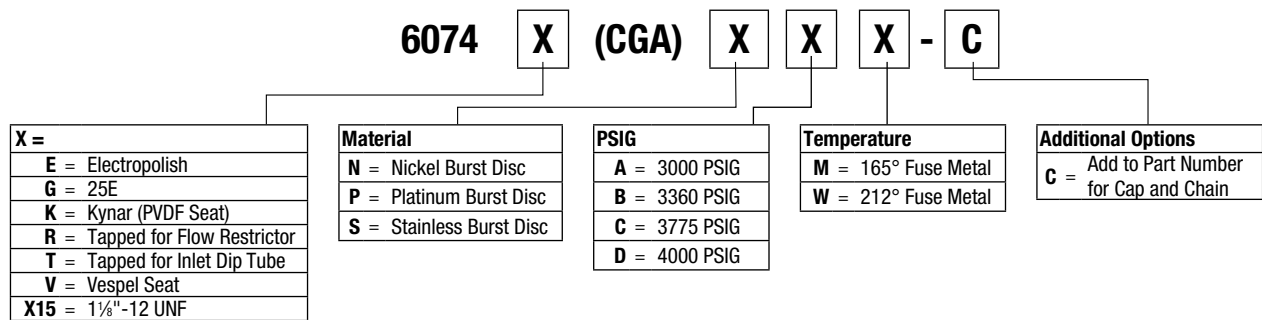 6074 X (CGA) X X X - C
X =
E = Electropolish
G = 25E
K = Kynar (PVDF Seat)
R = Tapped for Flow Restrictor
T = Tapped for Inlet Dip Tube
V = Vespel Seat
X15 = 1⅛"-12 UNF
Material
N = Nickel Burst Disc
P = Platinum Burst Disc
S = Stainless Burst Disc
PSIG
A = 3000 PSIG
B = 3360 PSIG
C = 3775 PSIG
D = 4000 PSIG
Temperature
M = 165° Fuse Metal
W = 212° Fuse Metal
Additional Options
C = Add to Part Number
for Cap and Chain